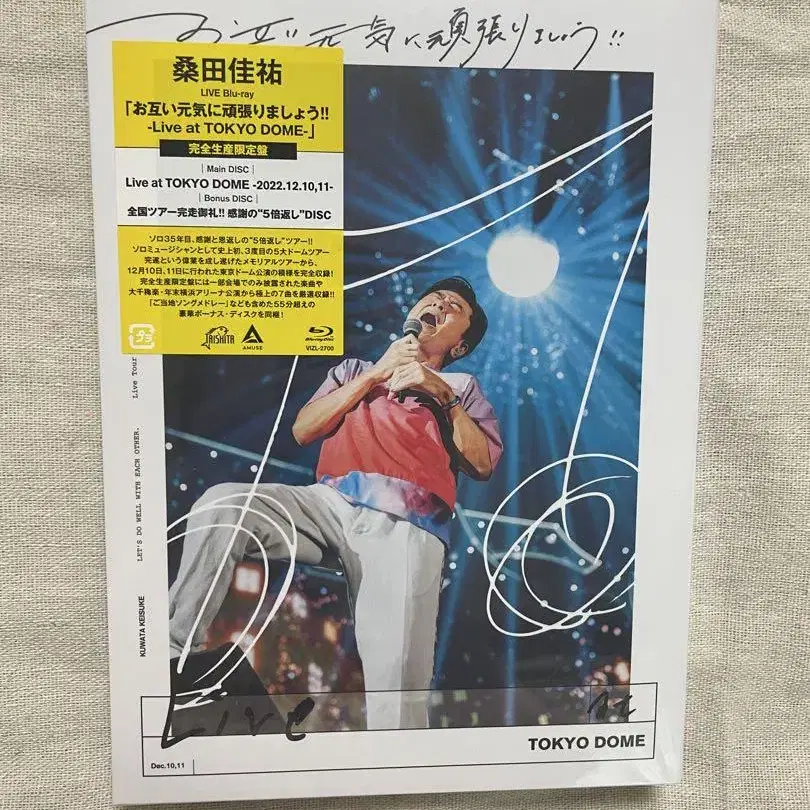 お互い元気に頑張りましょう!!
桑田佳祐
LIVE Blu-ray
「お互い元気に頑張りましょう!!
-Live at TOKYO DOME-」
完全生産限定盤
| Main DISC |
Live at TOKYO DOME -2022.12.10,11-
| Bonus DISC |
全国ツアー完走御礼!! 感謝の“5倍返し”DISC
ソロ35年目、感謝と恩返しの“5倍返し”ツアー!!
ソロミュージシャンとして史上初、3度目の5大ドームツアー
完遂という偉業を成し遂げたメモリアルツアーから、
12月10日、11日に行われた東京ドーム公演の模様を完全収録!
完全生産限定盤には一部会場でのみ披露された楽曲や
大千穐楽・年末横浜アリーナ公演から極上の7曲を厳選収録!!
「ご当地ソングメドレー」なども含めた55分超えの
豪華ボーナス・ディスクを同梱!
プラ
TAISHITA
AMUSE
Blu-ray Disc
VIZL-2700
KUWATA KEISUKE LET'S DO WELL WITH EACH OTHER. Live Tour
Live at
TOKYO DOME
Dec.10,11